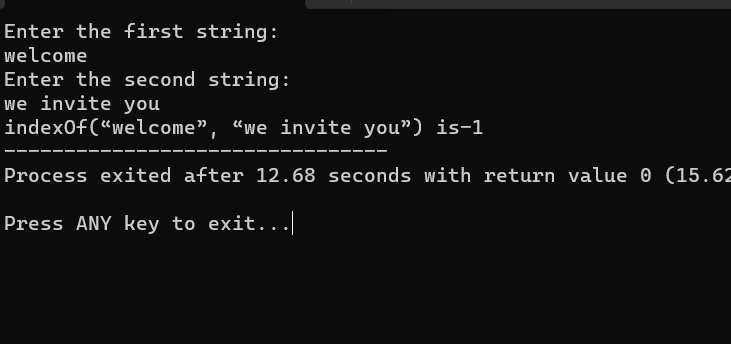 Enter the first string:
welcome
Enter the second string:
we invite you
indexOf(“welcome”, “we invite you”) is-1
--------------------------------
Process exited after 12.68 seconds with return value 0 (15.62
Press ANY key to exit...